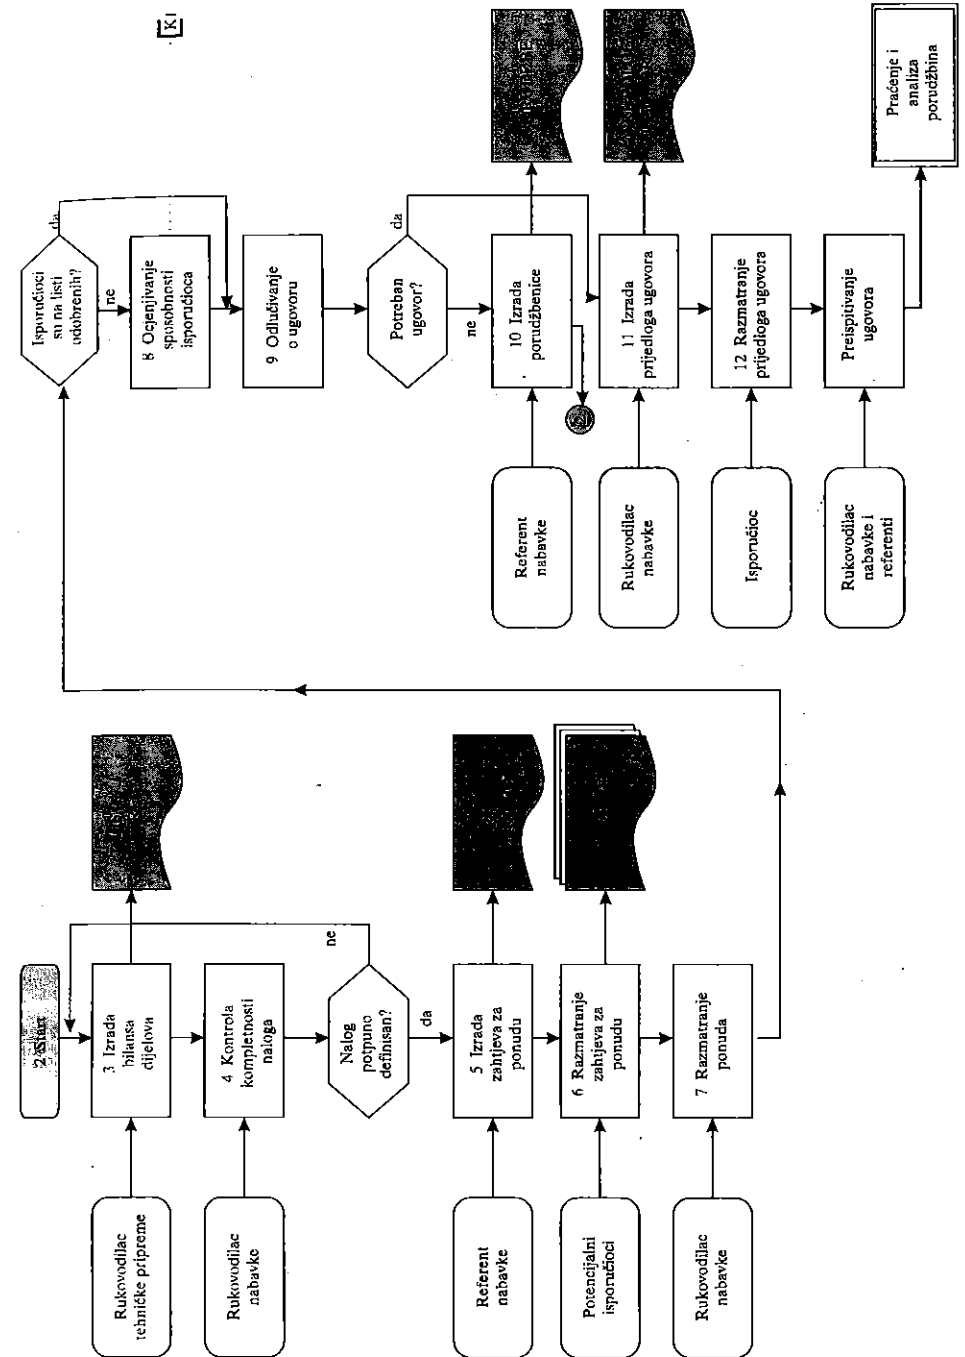 2 Start
Rukovodilac
tehničke pripreme
3 Izrada
bilansa
dijelova
Rukovodilac
nabavke
4 Kontrola
kompletnosti
naloga
Nalog
potpuno
definisan?
ne
da
Referent
nabavke
5 Izrada
zahtjeva za
ponudu
Potencijalni
isporučioci
6 Razmatranje
zahtjeva za
ponudu
Rukovodilac
nabavke
7 Razmatranje
ponuda
Isporučioci
su na listi
odobrenih?
da
ne
8 Ocjenjivanje
sposobnosti
isporučioca
9 Odlučivanje
o ugovoru
Potreban
ugovor?
da
ne
Referent
nabavke
10 Izrada
porudžbenice
Rukovodilac
nabavke
11 Izrada
prijedloga ugovora
Isporučioc
12 Razmatranje
prijedloga ugovora
Rukovodilac
nabavke i
referenti
Preispitivanje
ugovora
Praćenje i
analiza
porudžbina